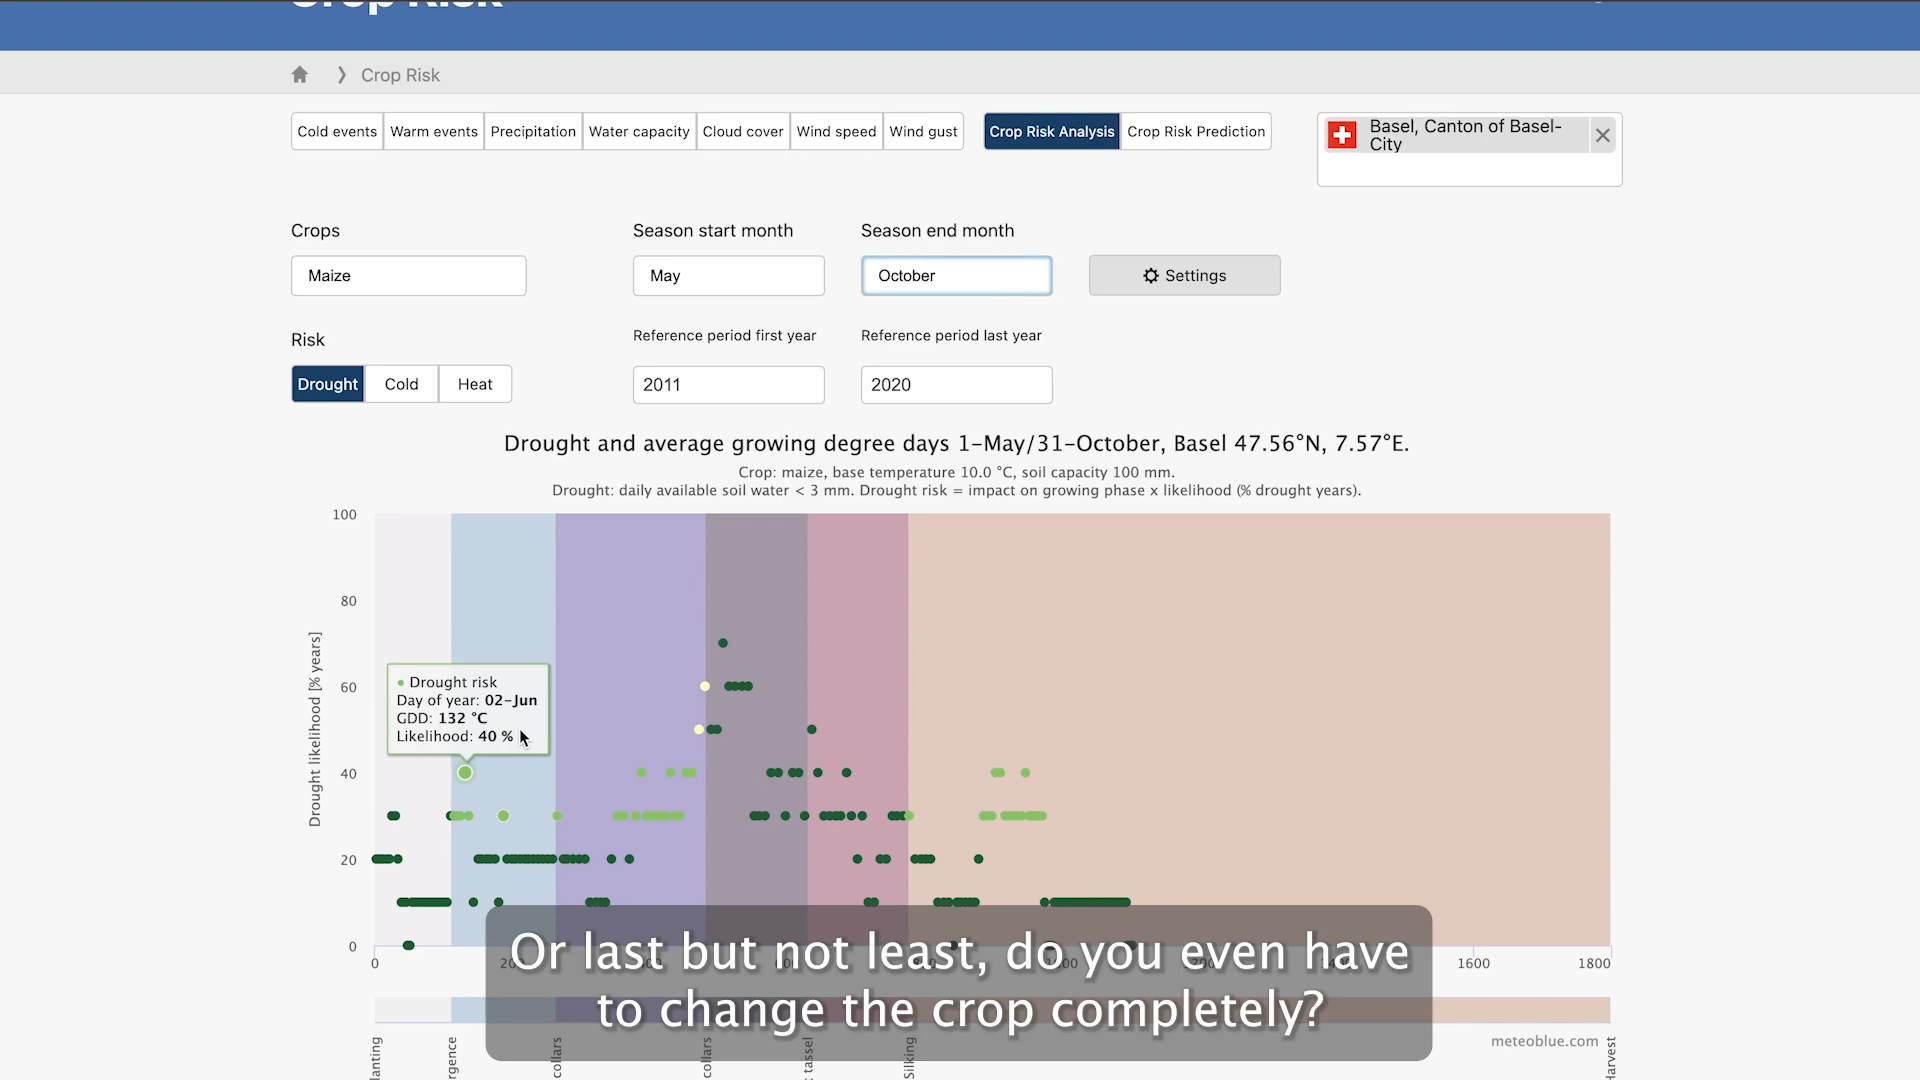 Crop Risk
Crop Risk
Cold events
Warm events
Precipitation
Water capacity
Cloud cover
Wind speed
Wind gust
Crop Risk Analysis
Crop Risk Prediction
Basel, Canton of Basel-
City
Crops
Season start month
Season end month
Maize
May
October
Settings
Risk
Reference period first year
Reference period last year
Drought
Cold
Heat
2011
2020
Drought and average growing degree days 1-May/31-October, Basel 47.56°N, 7.57°E.
Crop: maize, base temperature 10.0 °C, soil capacity 100 mm.
Drought: daily available soil water < 3 mm. Drought risk = impact on growing phase x likelihood (% drought years).
Drought likelihood [% years]
100
80
60
40
20
0
Drought risk
Day of year: 02-Jun
GDD: 132 °C
Likelihood: 40 %
0
1600
1800
Or last but not least, do you even have
to change the crop completely?
meteoblue.com
collars
collars
tassel
Silking